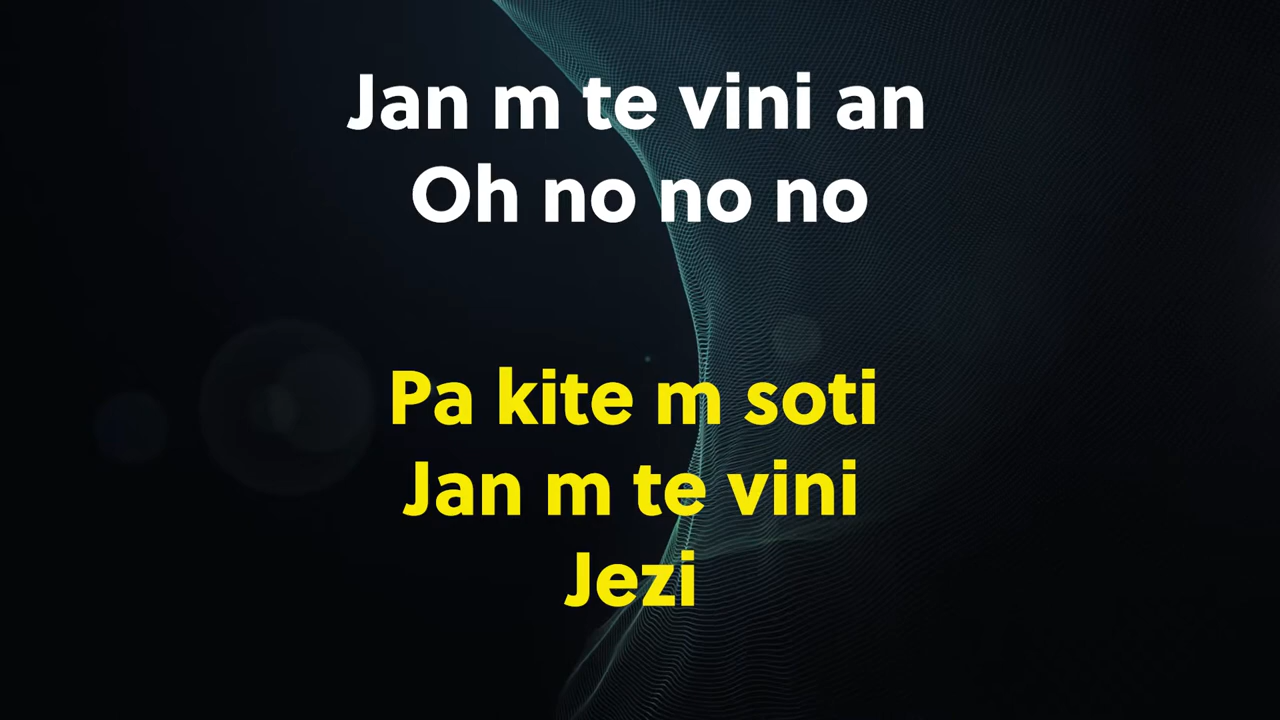 Jan m te vini an
Oh no no no
Pa kite m soti
Jan m te vini
Jezi